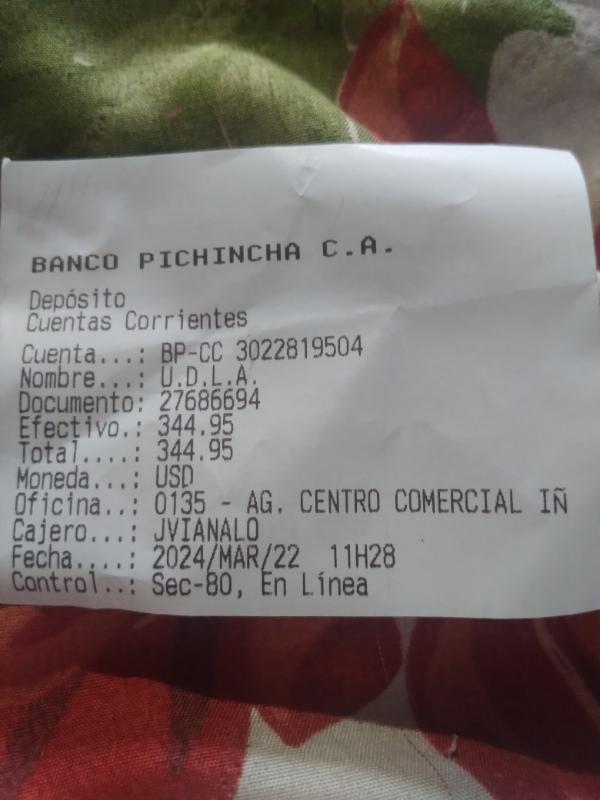 BANCO PICHINCHA C.A.
Depósito
Cuentas Corrientes
Cuenta...: BP-CC 3022819504
Nombre...: U.D.L.A.
Documento: 27686694
Efectivo.: 344.95
Total....: 344.95
Moneda...: USD
Oficina..: 0135 - AG. CENTRO COMERCIAL IÑ
Cajero...: JVIANALO
Fecha....: 2024/MAR/22 11H28
Control..: Sec-80, En Línea